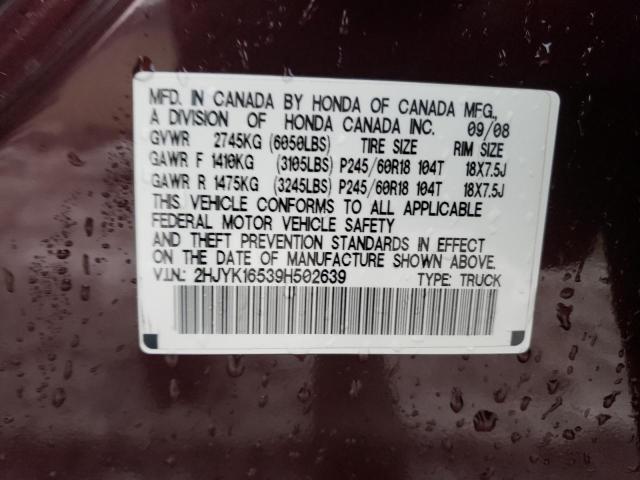 MFD. IN CANADA BY HONDA OF CANADA MFG.,
A DIVISION OF HONDA CANADA INC. 09/08
GVWR 2745KG (6050LBS) TIRE SIZE RIM SIZE
GAWR F 1410KG (3105LBS) P245/60R18 104T 18X7.5J
GAWR R 1475KG (3245LBS) P245/60R18 104T 18X7.5J
THIS VEHICLE CONFORMS TO ALL APPLICABLE
FEDERAL MOTOR VEHICLE SAFETY
AND THEFT PREVENTION STANDARDS IN EFFECT
ON THE DATE OF MANUFACTURE SHOWN ABOVE.
V.I.N.: 2HJYK16539H502639 TYPE: TRUCK